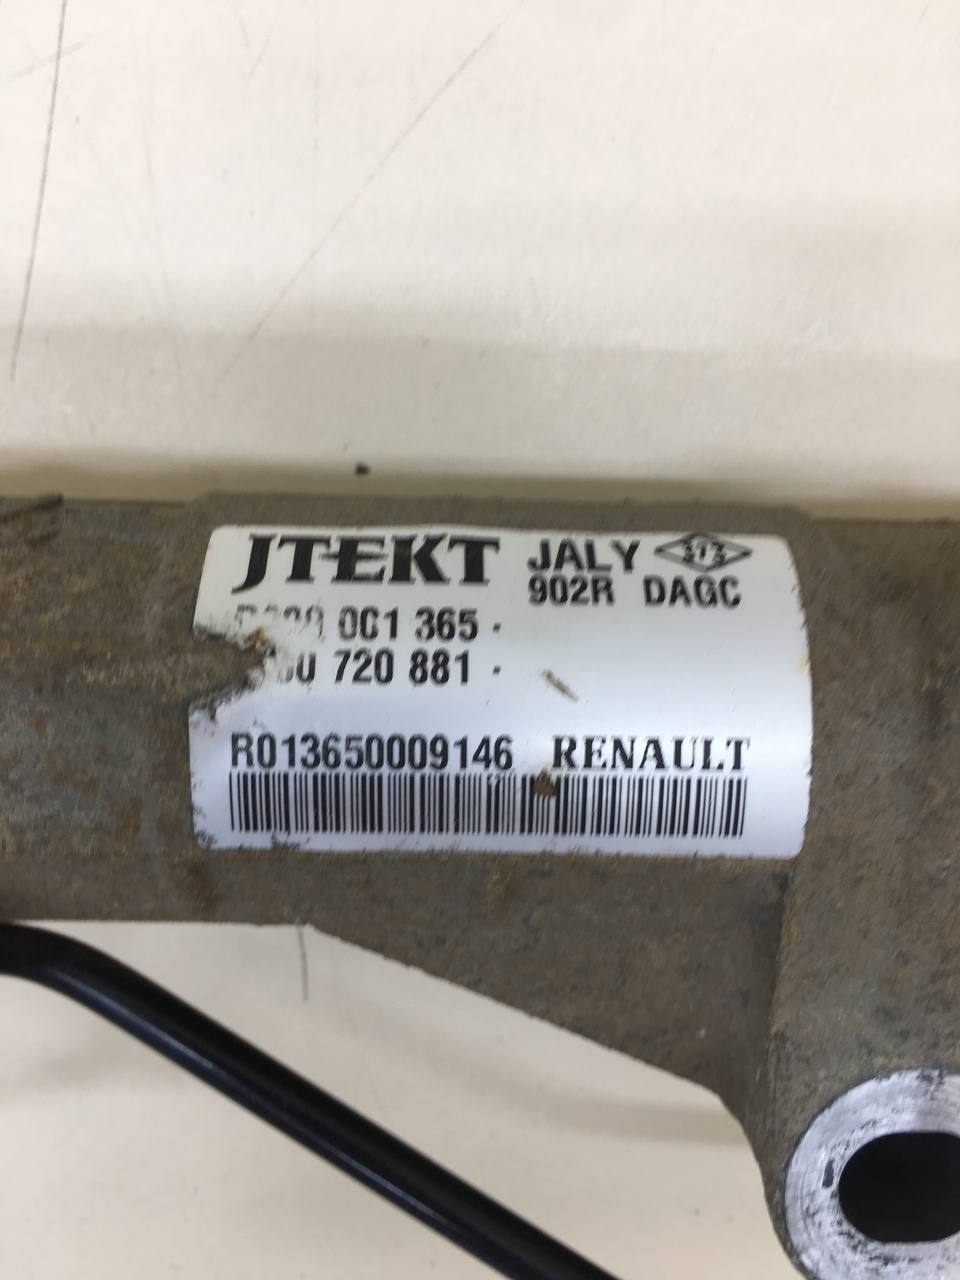 JTEKT JALY
902R DAGC
001 365
720 881
R013650009146 RENAULT